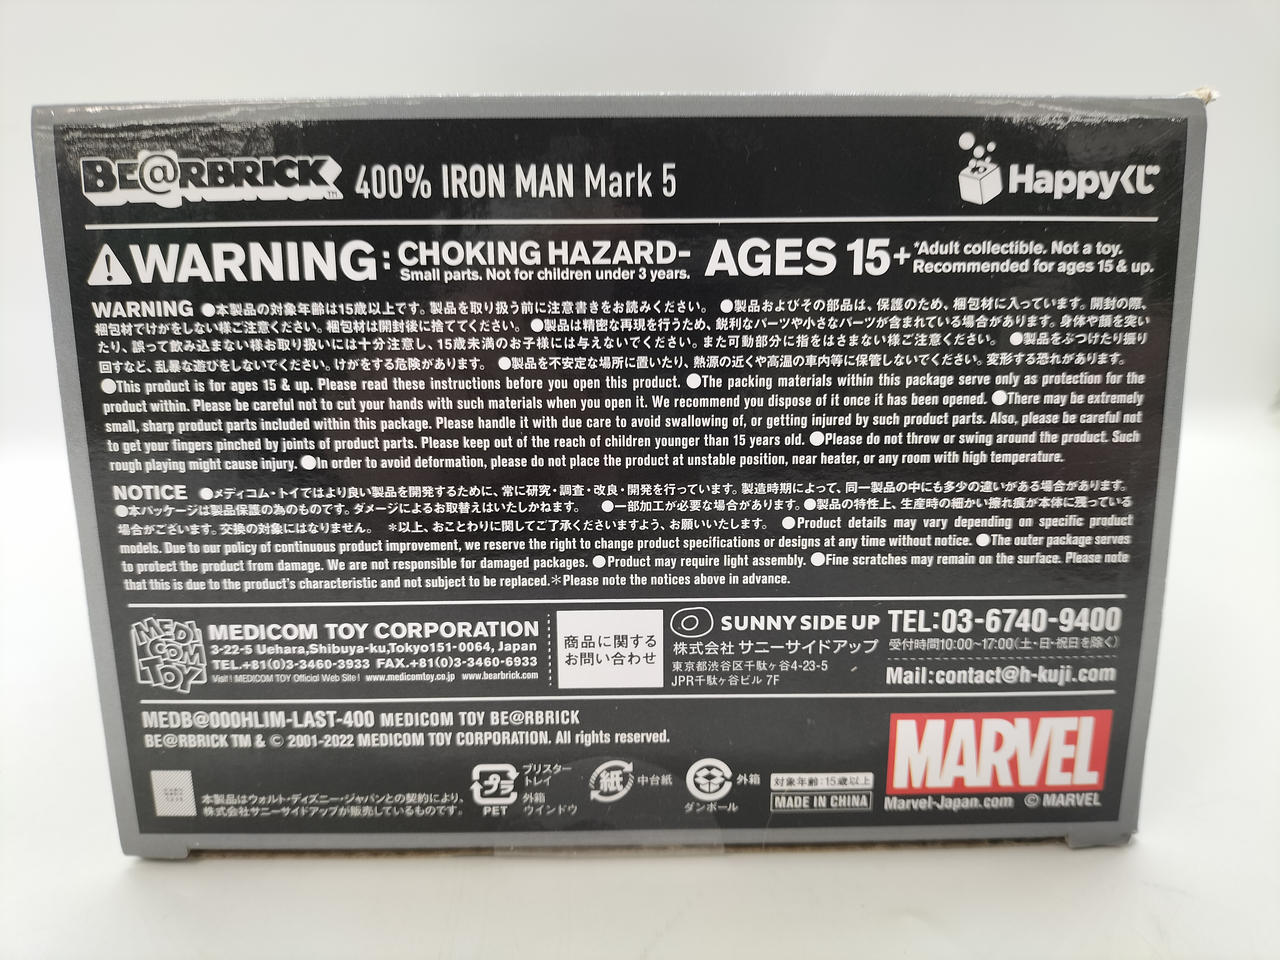 BE@RBRICK TM 400% IRON MAN Mark 5
Happyくじ
WARNING: CHOKING HAZARD-
Small parts. Not for children under 3 years.
AGES 15+
*Adult collectible. Not a toy.
Recommended for ages 15 & up.
WARNING ●本製品の対象年齢は15歳以上です。製品を取り扱う前に注意書きをお読みください。 ●製品およびその部品は、保護のため、梱包材に入っています。開封の際、
梱包材でけがをしない様ご注意ください。梱包材は開封後に捨ててください。 ●製品は精密な再現を行うため、鋭利なパーツや小さなパーツが含まれている場合があります。身体や顔を突い
たり、誤って飲み込まない様お取り扱いには十分注意し、15歳未満のお子様には与えないでください。また可動部分に指をはさまない様ご注意ください。 ●製品をぶつけたり振り
回すなど、乱暴な遊びをしないでください。けがをする危険があります。 ●製品を不安定な場所に置いたり、熱源の近くや高温の車内等に保管しないでください。変形する恐れがあります。
●This product is for ages 15 & up. Please read these instructions before you open this product. ●The packing materials within this package serve only as protection for the
product within. Please be careful not to cut your hands with such materials when you open it. We recommend you dispose of it once it has been opened. ●There may be extremely
small, sharp product parts included within this package. Please handle it with due care to avoid swallowing of, or getting injured by such product parts. Also, please be careful not
to get your fingers pinched by joints of product parts. Please keep out of the reach of children younger than 15 years old. ●Please do not throw or swing around the product. Such
rough playing might cause injury. ●In order to avoid deformation, please do not place the product at unstable position, near heater, or any room with high temperature.
NOTICE ●メディコム・トイではより良い製品を開発するために、常に研究・調査・改良・開発を行っています。製造時期によって、同一製品の中にも多少の違いがある場合があります。
●本パッケージは製品保護の為のものです。ダメージによるお取替えはいたしかねます。 ●一部加工が必要な場合があります。●製品の特性上、生産時の細かい擦れ痕が本体に残っている
場合がございます。交換の対象にはなりません。 *以上、おことわりに関してご了承くださいますよう、お願いいたします。 ●Product details may vary depending on specific product
models. Due to our policy of continuous product improvement, we reserve the right to change product specifications or designs at any time without notice. ●The outer package serves
to protect the product from damage. We are not responsible for damaged packages. ●Product may require light assembly. ●Fine scratches may remain on the surface. Please note
that this is due to the product's characteristic and not subject to be replaced.*Please note the notices above in advance.
MEDICOM TOY
MEDICOM TOY CORPORATION
3-22-5 Uehara,Shibuya-ku,Tokyo151-0064, Japan
TEL.+81(0)3-3460-3933 FAX.+81(0)3-3460-6933
Visit ! MEDICOM TOY Official Web Site ! www.medicomtoy.co.jp www.bearbrick.com
商品に関する
お問い合わせ
SUNNY SIDE UP
株式会社 サニーサイドアップ
東京都渋谷区千駄ヶ谷4-23-5
JPR千駄ヶ谷ビル 7F
TEL:03-6740-9400
受付時間10:00~17:00(土・日・祝日を除く)
Mail:contact@h-kuji.com
MEDB@000HLIM-LAST-400 MEDICOM TOY BE@RBRICK
BE@RBRICK TM & © 2001-2022 MEDICOM TOY CORPORATION. All rights reserved.
本製品はウォルト・ディズニー・ジャパンとの契約により、
株式会社サニーサイドアップが販売しているものです。
プラ
PET
ブリスター
トレイ
外箱
ウインドウ
紙
中台紙
ダンボール
外箱
対象年齢:15歳以上
MADE IN CHINA
MARVEL
Marvel-Japan.com © MARVEL